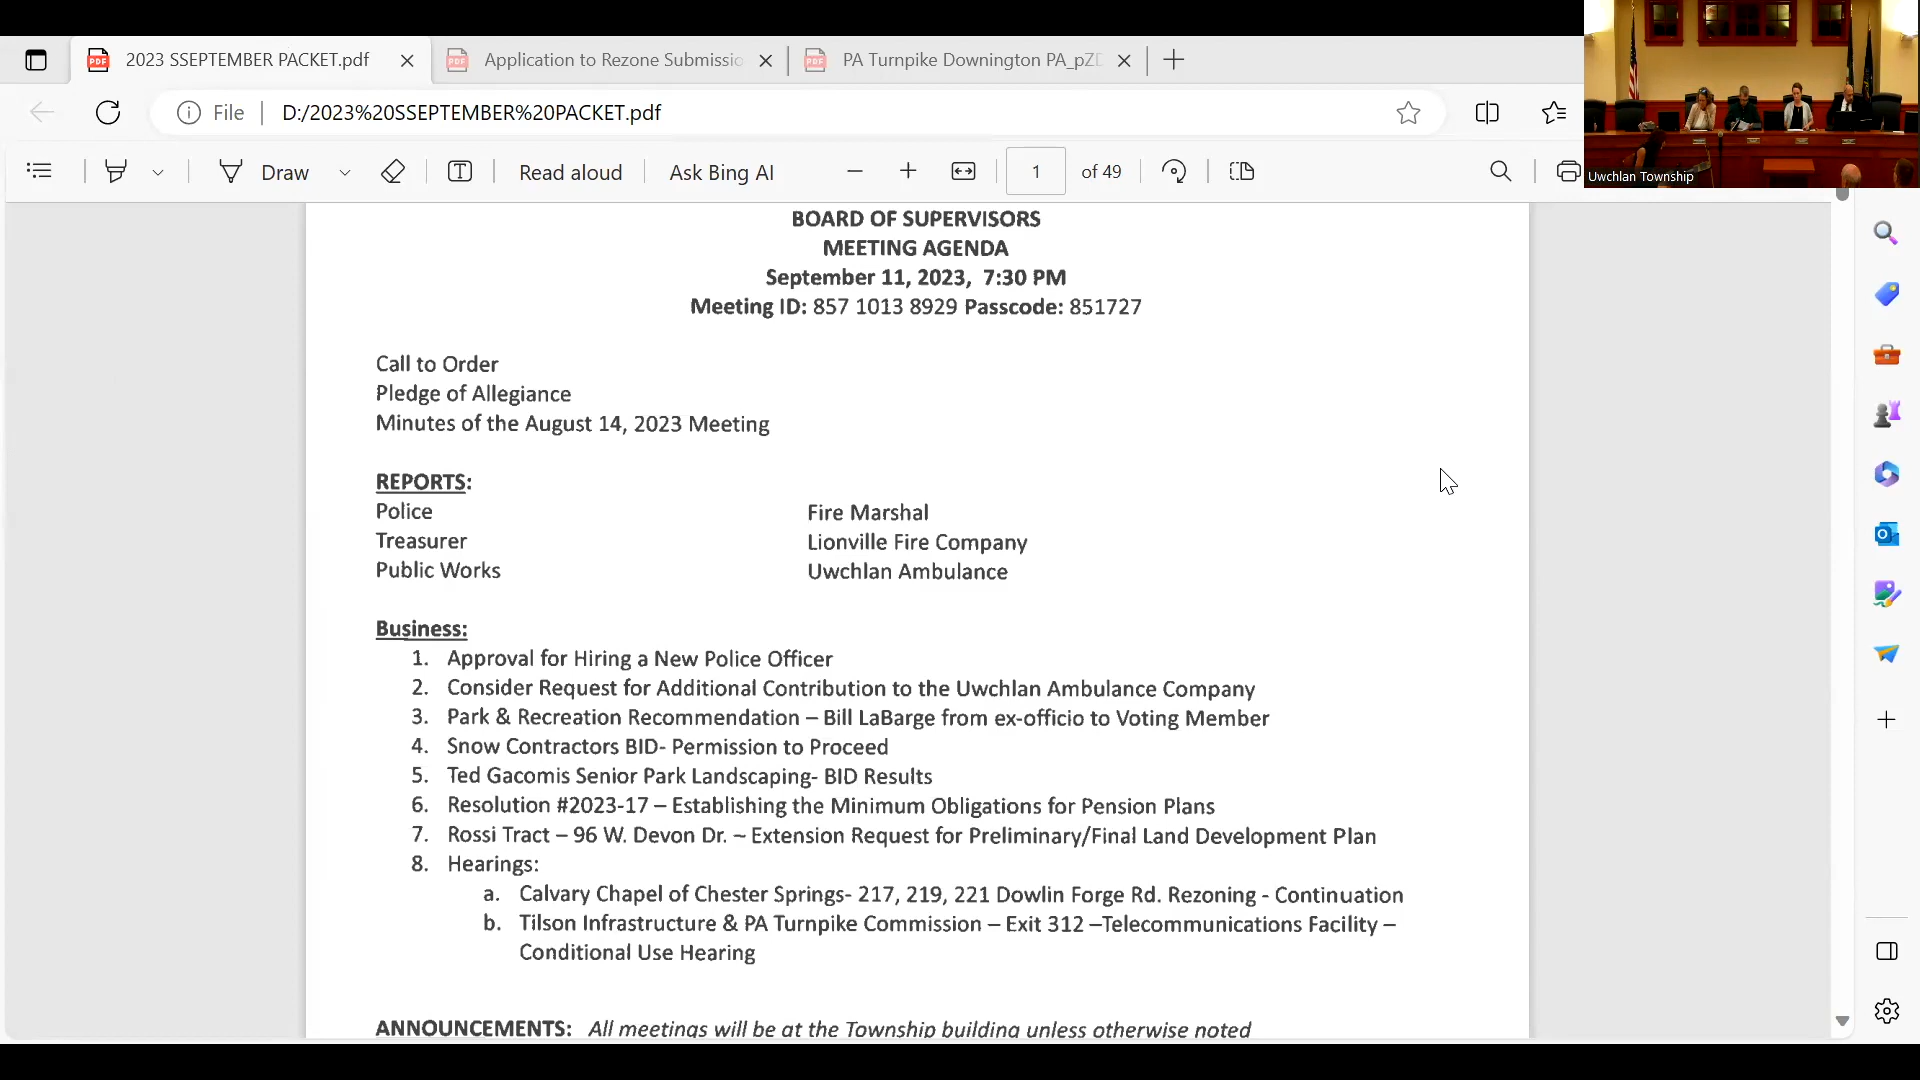 2023 SSEPTEMBER PACKET.pdf
Application to Rezone Submissio
PA Turnpike Downington PA_pZD
File
D:/2023%20SSEPTEMBER%20PACKET.pdf
Draw
Read aloud
Ask Bing AI
1
of 49
Uwchlan Township
BOARD OF SUPERVISORS
MEETING AGENDA
September 11, 2023, 7:30 PM
Meeting ID: 857 1013 8929 Passcode: 851727
Call to Order
Pledge of Allegiance
Minutes of the August 14, 2023 Meeting
REPORTS:
Police
Fire Marshal
Treasurer
Lionville Fire Company
Public Works
Uwchlan Ambulance
Business:
1. Approval for Hiring a New Police Officer
2. Consider Request for Additional Contribution to the Uwchlan Ambulance Company
3. Park & Recreation Recommendation – Bill LaBarge from ex-officio to Voting Member
4. Snow Contractors BID- Permission to Proceed
5. Ted Gacomis Senior Park Landscaping- BID Results
6. Resolution #2023-17 – Establishing the Minimum Obligations for Pension Plans
7. Rossi Tract – 96 W. Devon Dr. ~ Extension Request for Preliminary/Final Land Development Plan
8. Hearings:
a. Calvary Chapel of Chester Springs- 217, 219, 221 Dowlin Forge Rd. Rezoning - Continuation
b. Tilson Infrastructure & PA Turnpike Commission – Exit 312 –Telecommunications Facility –
Conditional Use Hearing
ANNOUNCEMENTS: All meetings will be at the Township building unless otherwise noted